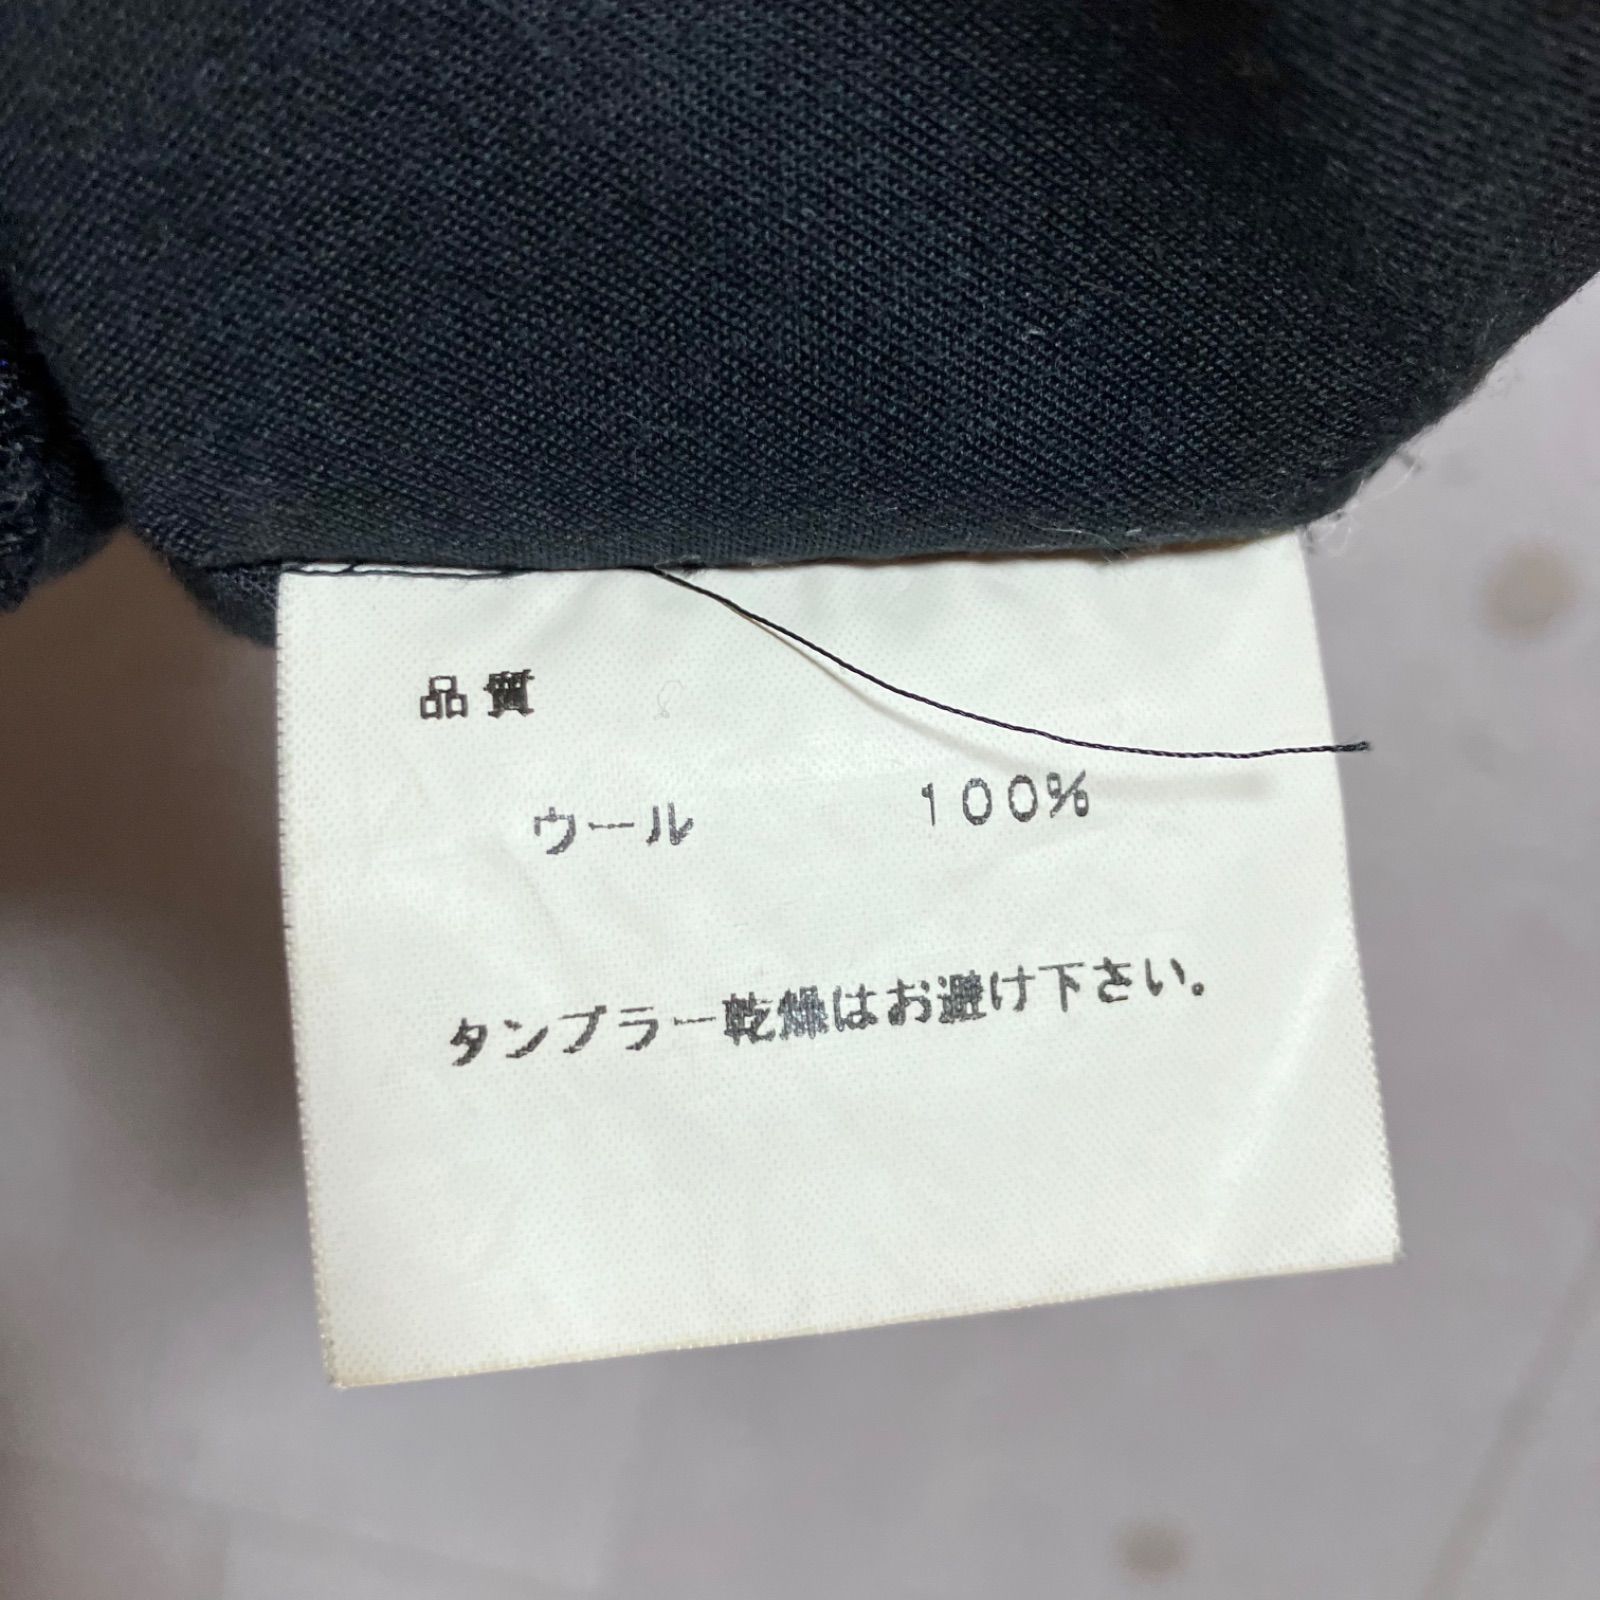 品質
ウール 100%
タンブラー乾燥はお避け下さい。